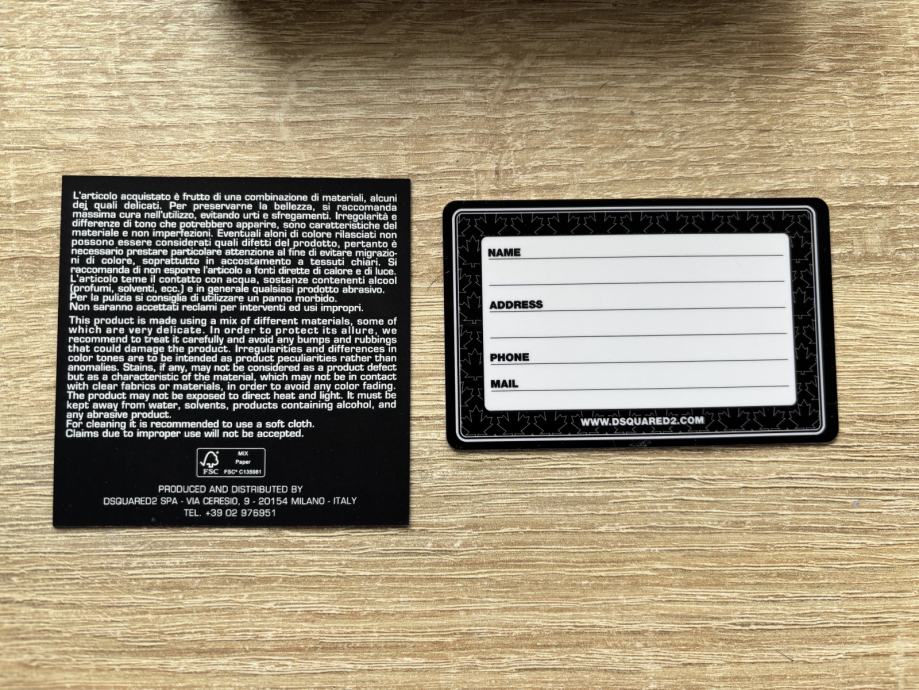 L'articolo acquistato è frutto di una combinazione di materiali, alcuni
dei quali delicati. Per preservarne la bellezza, si raccomanda
massima cura nell'utilizzo, evitando urti e sfregamenti. Irregolarità e
differenze di tono che potrebbero apparire, sono caratteristiche del
materiale e non imperfezioni. Eventuali aloni di colore rilasciati non
possono essere considerati quali difetti del prodotto, pertanto è
necessario prestare particolare attenzione al fine di evitare migrazio-
ni di colore, soprattutto in accostamento a tessuti chiari. Si
raccomanda di non esporre l'articolo a fonti dirette di calore e di luce.
L'articolo teme il contatto con acqua, sostanze contenenti alcool
(profumi, solventi, ecc.) e in generale qualsiasi prodotto abrasivo.
Per la pulizia si consiglia di utilizzare un panno morbido.
Non saranno accettati reclami per interventi ed usi impropri.
This product is made using a mix of different materials, some of
which are very delicate. In order to protect its allure, we
recommend to treat it carefully and avoid any bumps and rubbings
that could damage the product. Irregularities and differences in
color tones are to be intended as product peculiarities rather than
anomalies. Stains, if any, may not be considered as a product defect
but as a characteristic of the material, which may not be in contact
with clear fabrics or materials, in order to avoid any color fading.
The product may not be exposed to direct heat and light. It must be
kept away from water, solvents, products containing alcohol, and
any abrasive product.
For cleaning it is recommended to use a soft cloth.
Claims due to improper use will not be accepted.
FSC
MIX
Paper
FSC® C135981
PRODUCED AND DISTRIBUTED BY
DSQUARED2 SPA - VIA CERESIO, 9 - 20154 MILANO - ITALY
TEL. +39 02 976951
NAME
ADDRESS
PHONE
MAIL
WWW.DSQUARED2.COM